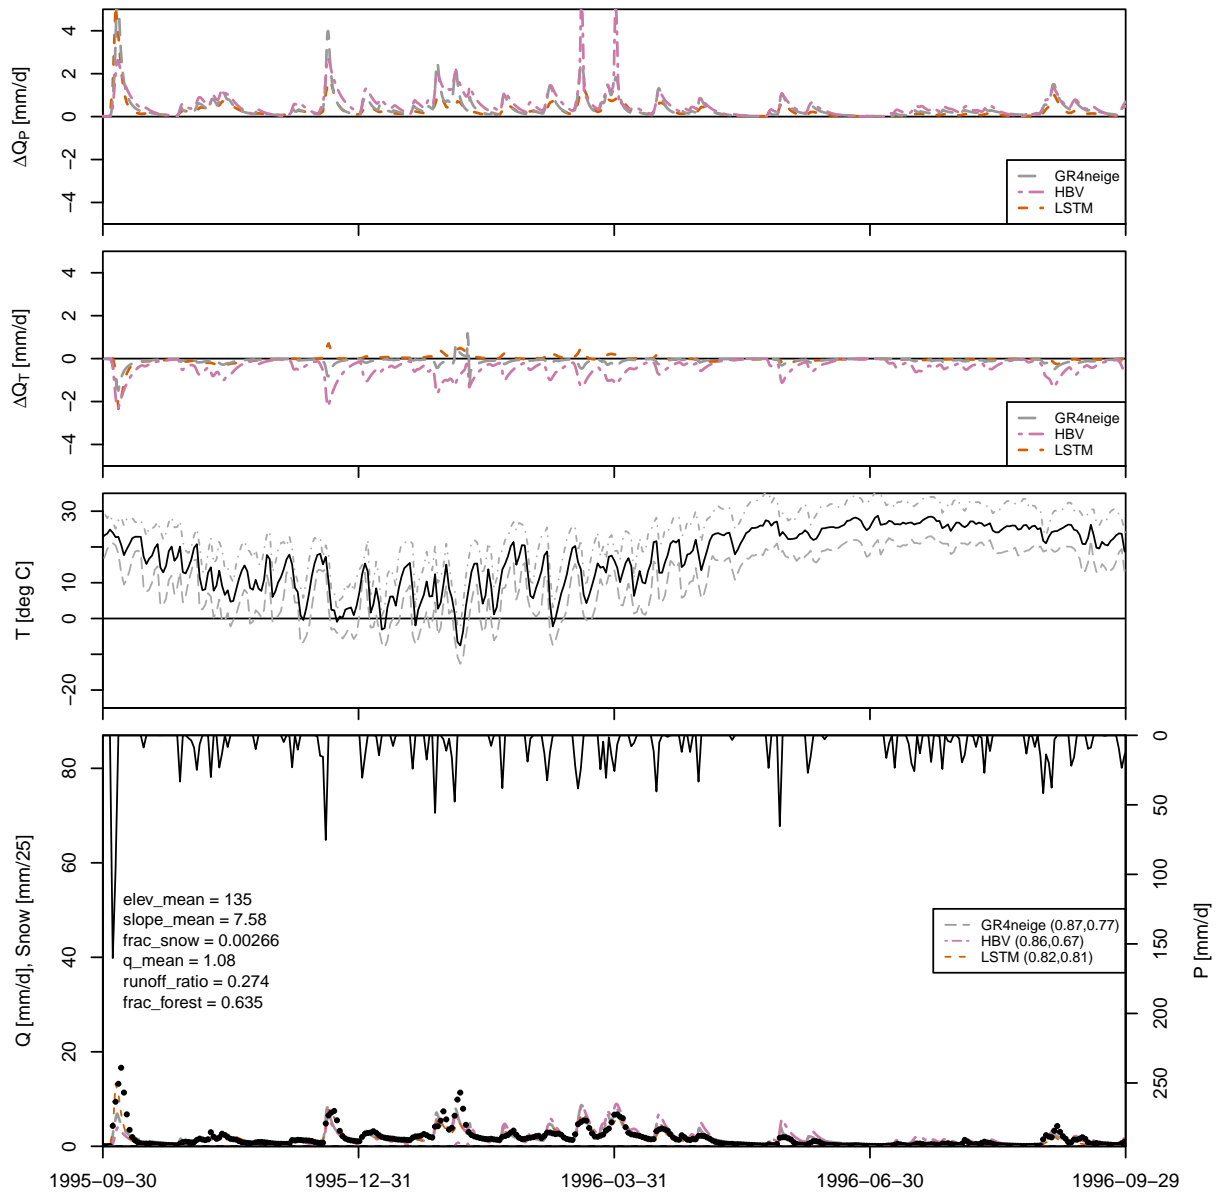 ΔQP [mm/d]
4
2
0
−2
−4
GR4neige
HBV
LSTM
ΔQT [mm/d]
4
2
0
−2
−4
GR4neige
HBV
LSTM
T [deg C]
30
10
0
−20
Q [mm/d], Snow [mm/25]
80
60
40
20
0
elev_mean = 135
slope_mean = 7.58
frac_snow = 0.00266
q_mean = 1.08
runoff_ratio = 0.274
frac_forest = 0.635
GR4neige (0.87,0.77)
HBV (0.86,0.67)
LSTM (0.82,0.81)
0
50
100
150
200
250
P [mm/d]
1995−09−30
1995−12−31
1996−03−31
1996−06−30
1996−09−29